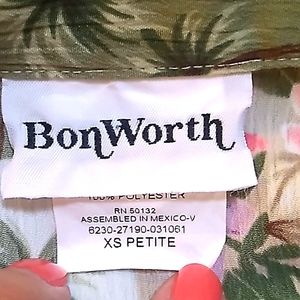 BonWorth
100% POLYESTER
RN 50132
ASSEMBLED IN MEXICO-V
6230-27190-031061
XS PETITE